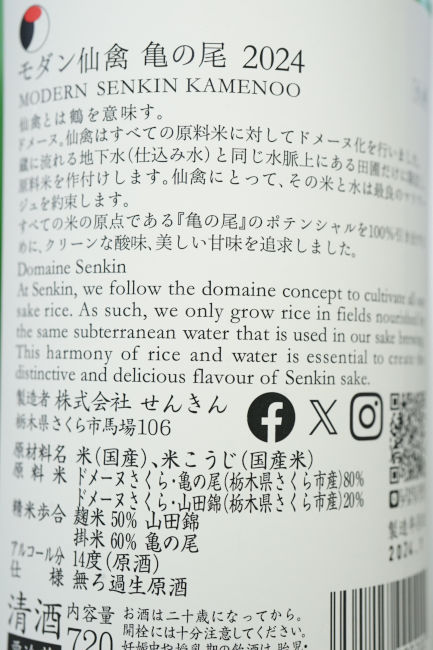 モダン仙禽 亀の尾 2024
MODERN SENKIN KAMENOO
仙禽とは鶴を意味す。
ドメーヌ。仙禽はすべての原料米に対してドメーヌ化を行いまし
蔵に流れる地下水(仕込み水)と同じ水脈上にある田圃だけに
原料米を作付けします。仙禽にとって、その米と水は最良のマリ
ジュを約束します。
すべての米の原点である『亀の尾』のポテンシャルを100%引
めに、クリーンな酸味、美しい甘味を追求しました。
Domaine Senkin
At Senkin, we follow the domaine concept to cultivate all
sake rice. As such, we only grow rice in fields nourished
the same subterranean water that is used in our sake brewing.
This harmony of rice and water is essential to create
distinctive and delicious flavour of Senkin sake.
製造者 株式会社 せんきん
栃木県さくら市馬場106
原材料名 米(国産)、米こうじ(国産米)
原料米 ドメーヌさくら・亀の尾(栃木県さくら市産)80%
ドメーヌさくら・山田錦(栃木県さくら市産)20%
精米歩合 麹米 50% 山田錦
掛米 60% 亀の尾
アルコール分 14度(原酒)
仕様 無ろ過生原酒
製造年
2024.
清酒 内容量 お酒は二十歳になってから。
720 開栓には十分注意してください。
妊娠中や授乳期の飲酒は、胎児・